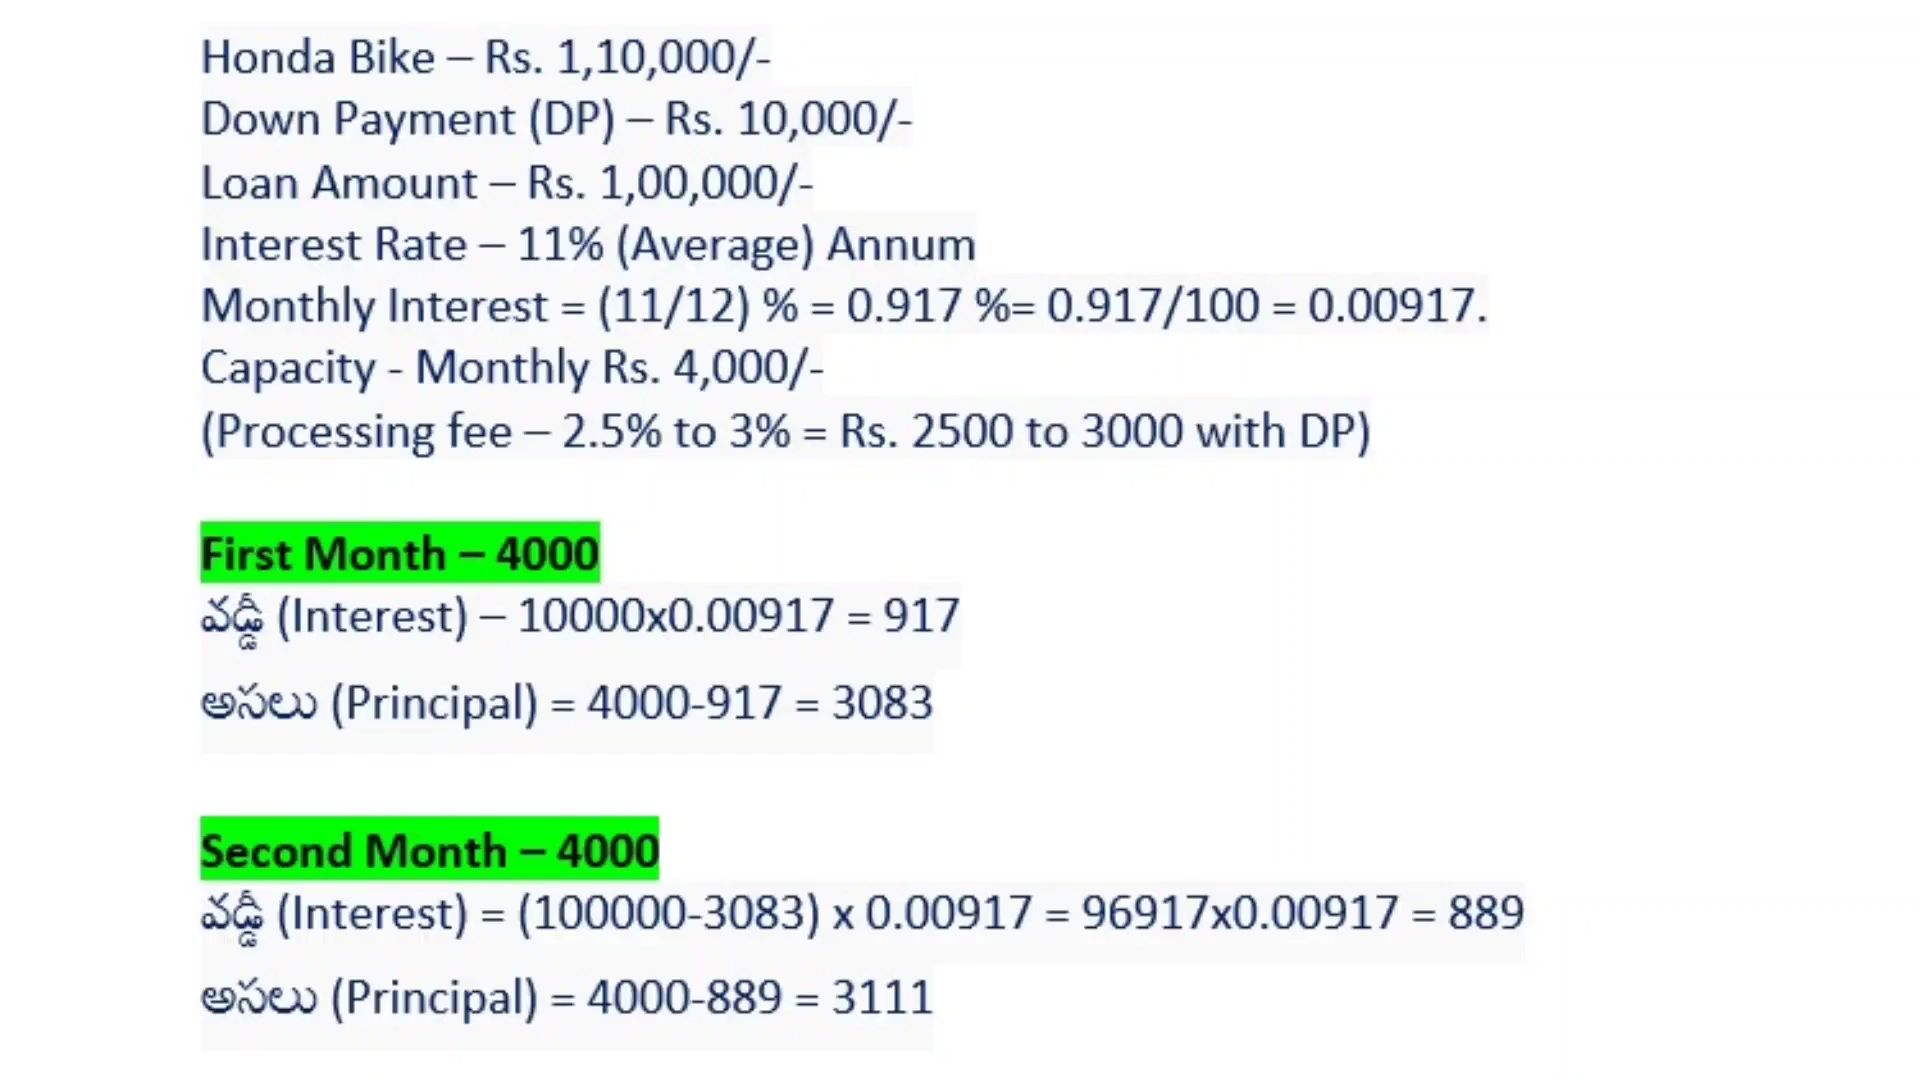 Honda Bike – Rs. 1,10,000/-
Down Payment (DP) – Rs. 10,000/-
Loan Amount – Rs. 1,00,000/-
Interest Rate – 11% (Average) Annum
Monthly Interest = (11/12) % = 0.917 %= 0.917/100 = 0.00917.
Capacity - Monthly Rs. 4,000/-
(Processing fee – 2.5% to 3% = Rs. 2500 to 3000 with DP)
First Month – 4000
వడ్డీ (Interest) – 10000x0.00917 = 917
అసలు (Principal) = 4000-917 = 3083
Second Month – 4000
వడ్డీ (Interest) = (100000-3083) x 0.00917 = 96917x0.00917 = 889
అసలు (Principal) = 4000-889 = 3111